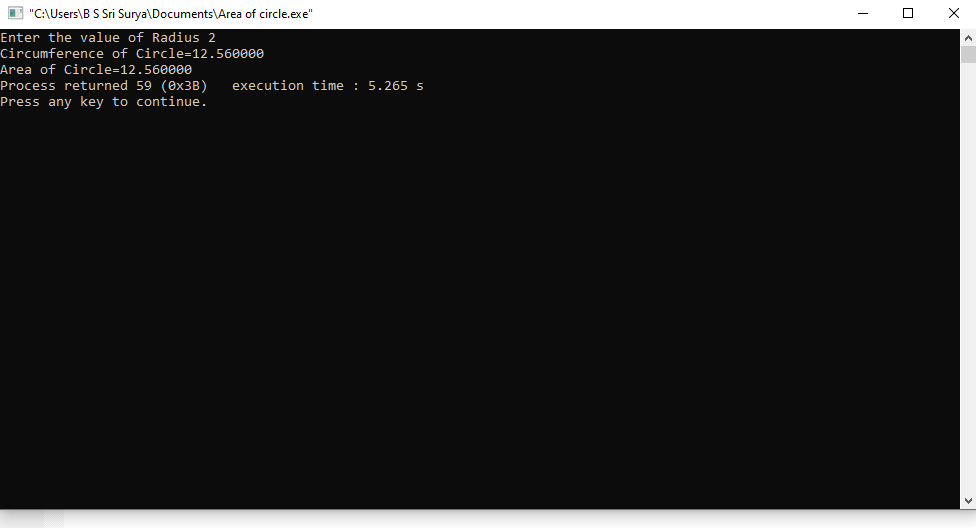 "C:\Users\B S Sri Surya\Documents\Area of circle.exe"
Enter the value of Radius 2
Circumference of Circle=12.560000
Area of Circle=12.560000
Process returned 59 (0x3B)   execution time : 5.265 s
Press any key to continue.